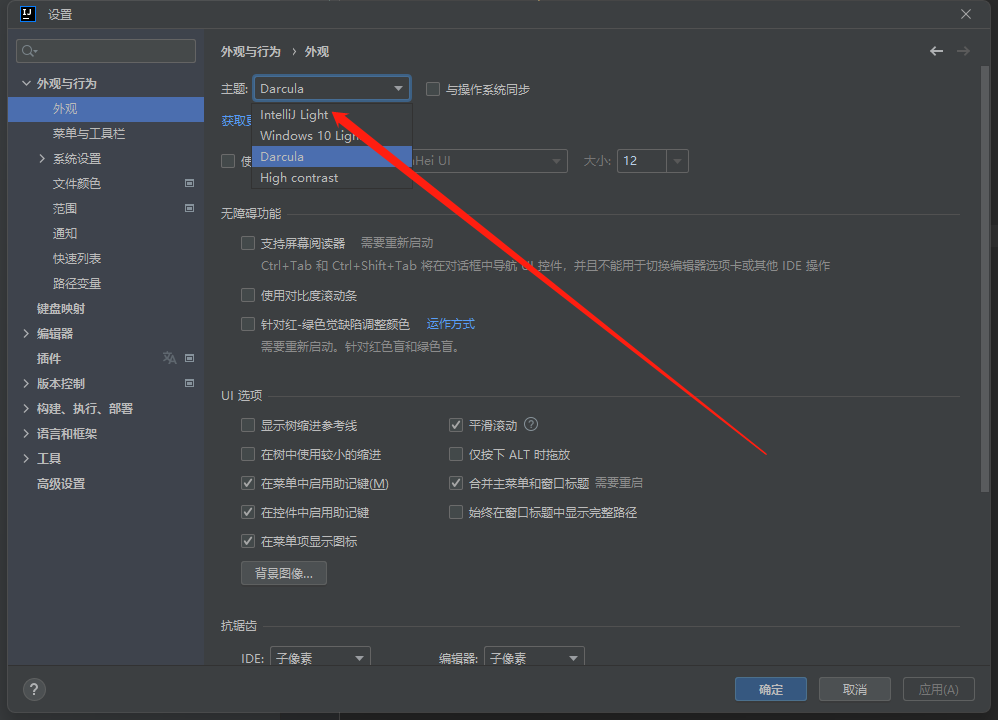 设置
外观与行为 › 外观
外观与行为
外观
菜单与工具栏
系统设置
文件颜色
范围
通知
快速列表
路径变量
键盘映射
编辑器
插件
版本控制
构建、执行、部署
语言和框架
工具
高级设置
主题: Darcula 与操作系统同步
IntelliJ Light
Windows 10 Ligh
Darcula
High contrast
获取
使 Hei UI 大小: 12
无障碍功能
支持屏幕阅读器 需要重新启动
Ctrl+Tab 和 Ctrl+Shift+Tab 将在对话框中导航 UI 控件，并且不能用于切换编辑器选项卡或其他 IDE 操作
使用对比度滚动条
针对红-绿色觉缺陷调整颜色 运作方式
需要重新启动。针对红色盲和绿色盲。
UI 选项
显示树缩进参考线 平滑滚动 ?
在树中使用较小的缩进 仅按下 ALT 时拖放
在菜单中启用助记键(M) 合并主菜单和窗口标题 需要重启
在控件中启用助记键 始终在窗口标题中显示完整路径
在菜单项显示图标
背景图像...
抗锯齿
IDE: 子像素 编辑器: 子像素
? 确定 取消 应用(A)